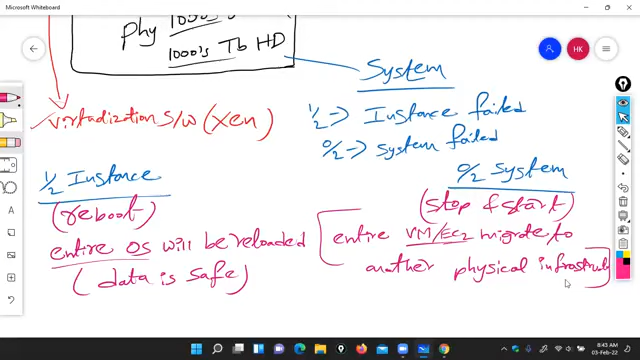 Microsoft Whiteboard
phy
1000's Tb HD
System
virtualization S/W (Xen)
1/2 -> Instance failed
0/2 -> system failed
1/2 Instance
0/2 system
(reboot)
(stop & start)
entire OS will be reloaded
entire VM/EC2 migrate to
(data is safe)
another physical
HK
8:43 AM
03-Feb-22